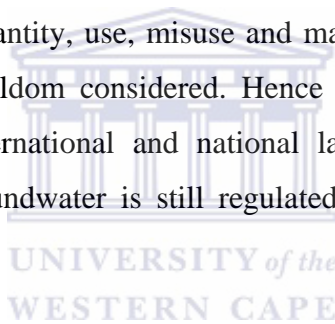 antity, use, misuse and ma
ldom considered. Hence
ernational and national la
undwater is still regulated
UNIVERSITY of the
WESTERN CAPE